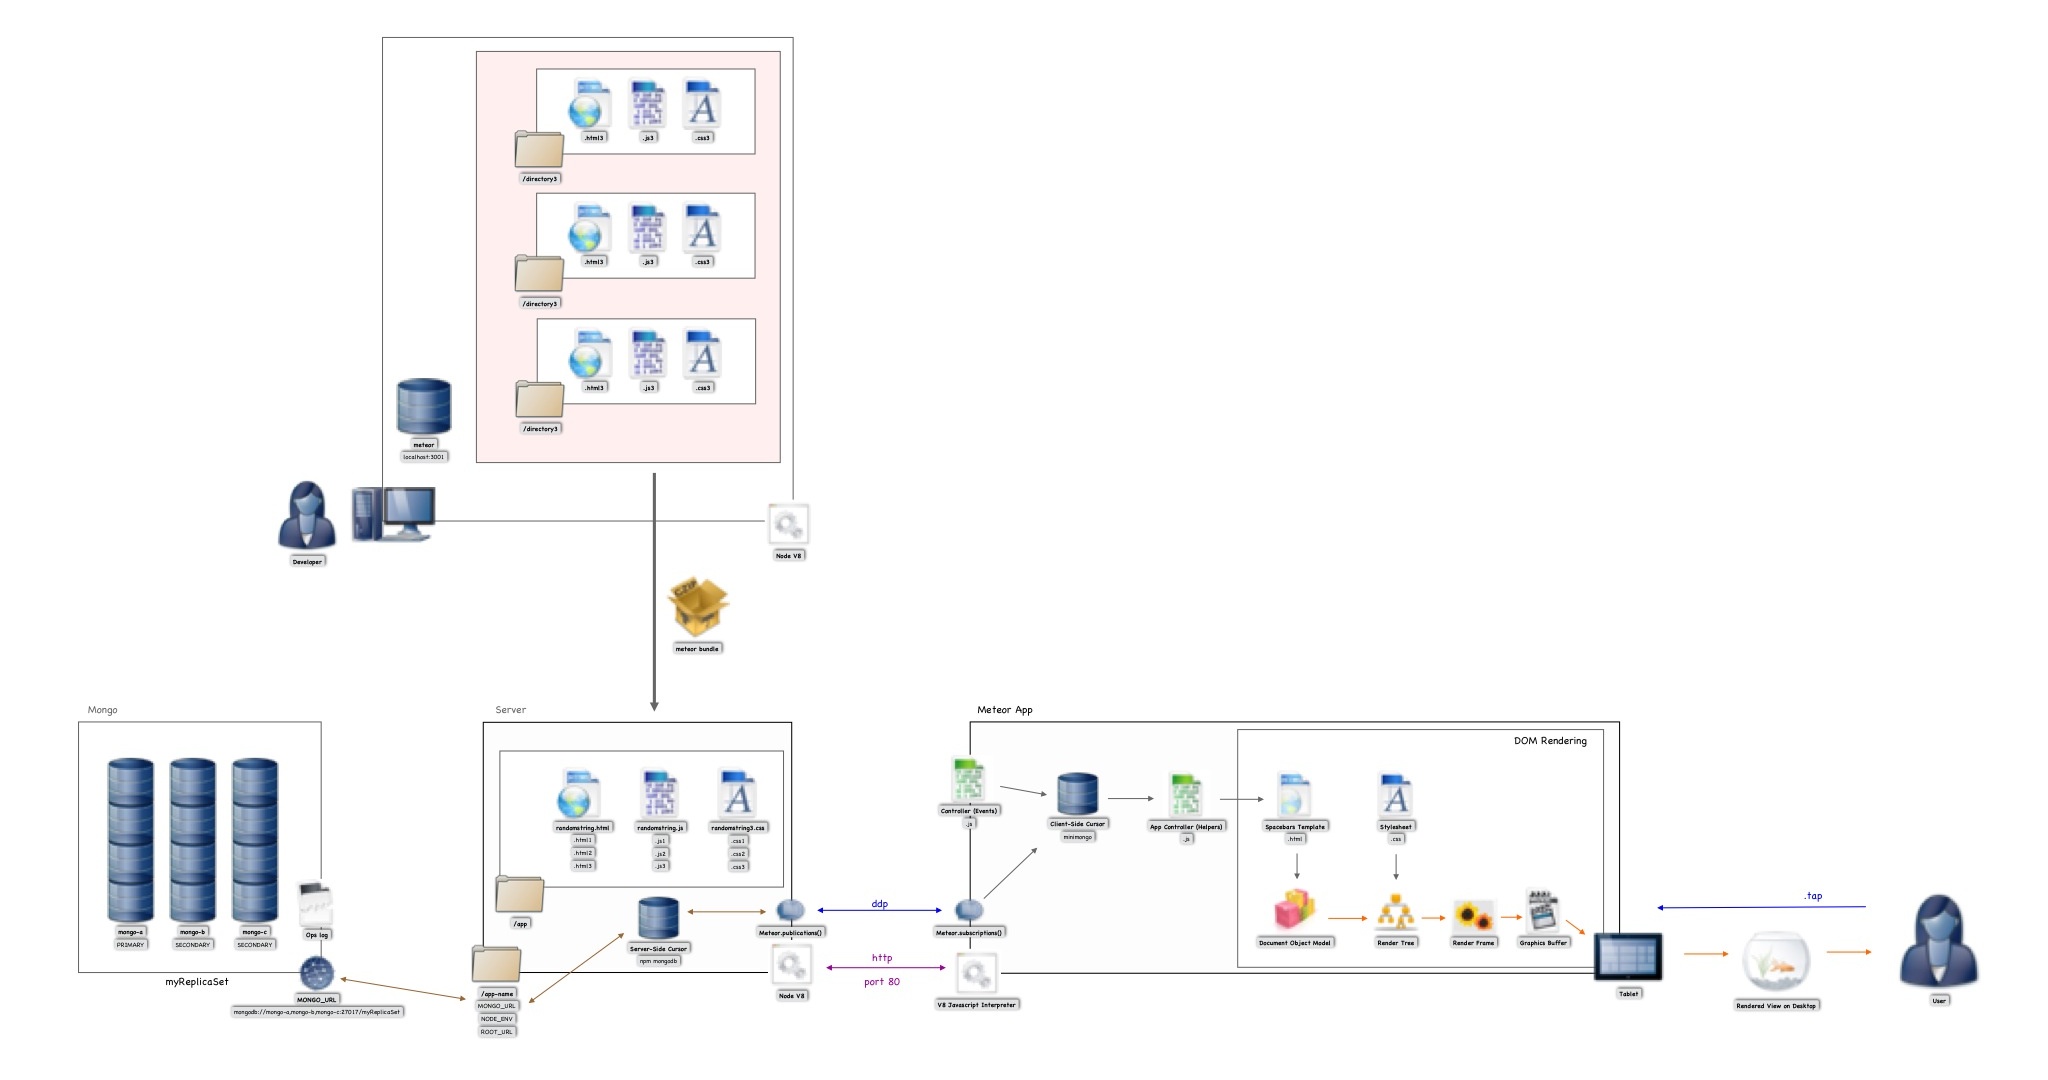 .html3
.js3
.css3
/directory3
.html3
.js3
.css3
/directory3
.html3
.js3
.css3
/directory3
meteor
localhost:3001
Developer
Node V8
meteor bundle
Mongo
mongo-a
PRIMARY
mongo-b
SECONDARY
mongo-c
SECONDARY
Ops log
myReplicaSet
MONGO_URL
mongodb://mongo-a,mongo-b,mongo-c:27017/myReplicaSet
Server
randomstring.html
.html1
.html2
.html3
randomstring.js
.js1
.js2
.js3
randomstring3.css
.css1
.css2
.css3
/app
Server-Side Cursor
npm mongodb
/app-name
MONGO_URL
NODE_ENV
ROOT_URL
Meteor.publications()
Node V8
ddp
http
port 80
Meteor App
Controller (Events)
.js
Client-Side Cursor
minimongo
App Controller (Helpers)
.js
Meteor.subscriptions()
V8 Javascript Interpreter
DOM Rendering
Spacebars Template
.html
Stylesheet
.css
Document Object Model
Render Tree
Render Frame
Graphics Buffer
Tablet
.tap
Rendered View on Desktop
User